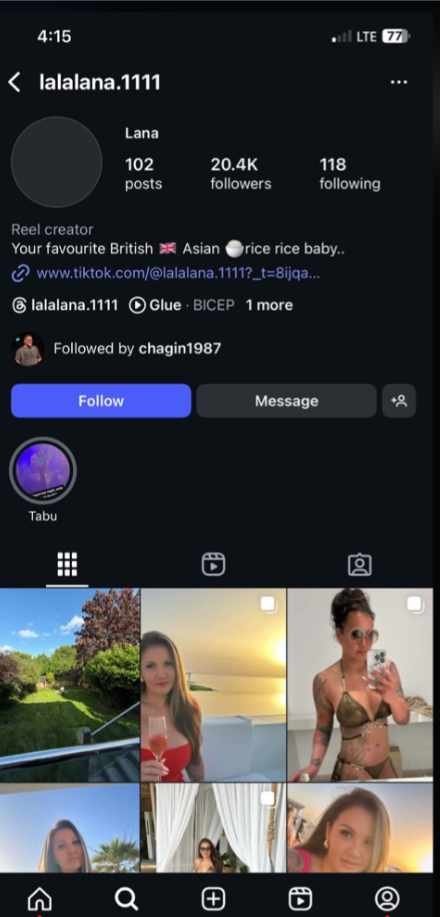 4:15 LTE 77
lalalana.1111
Lana
102 20.4K 118
posts followers following
Reel creator
Your favourite British 🇬🇧 Asian 🍚rice rice baby..
www.tiktok.com/@lalalana.1111?_t=8ijqa...
lalalana.1111 Glue · BICEP 1 more
Followed by chagin1987
Follow Message
Tabu